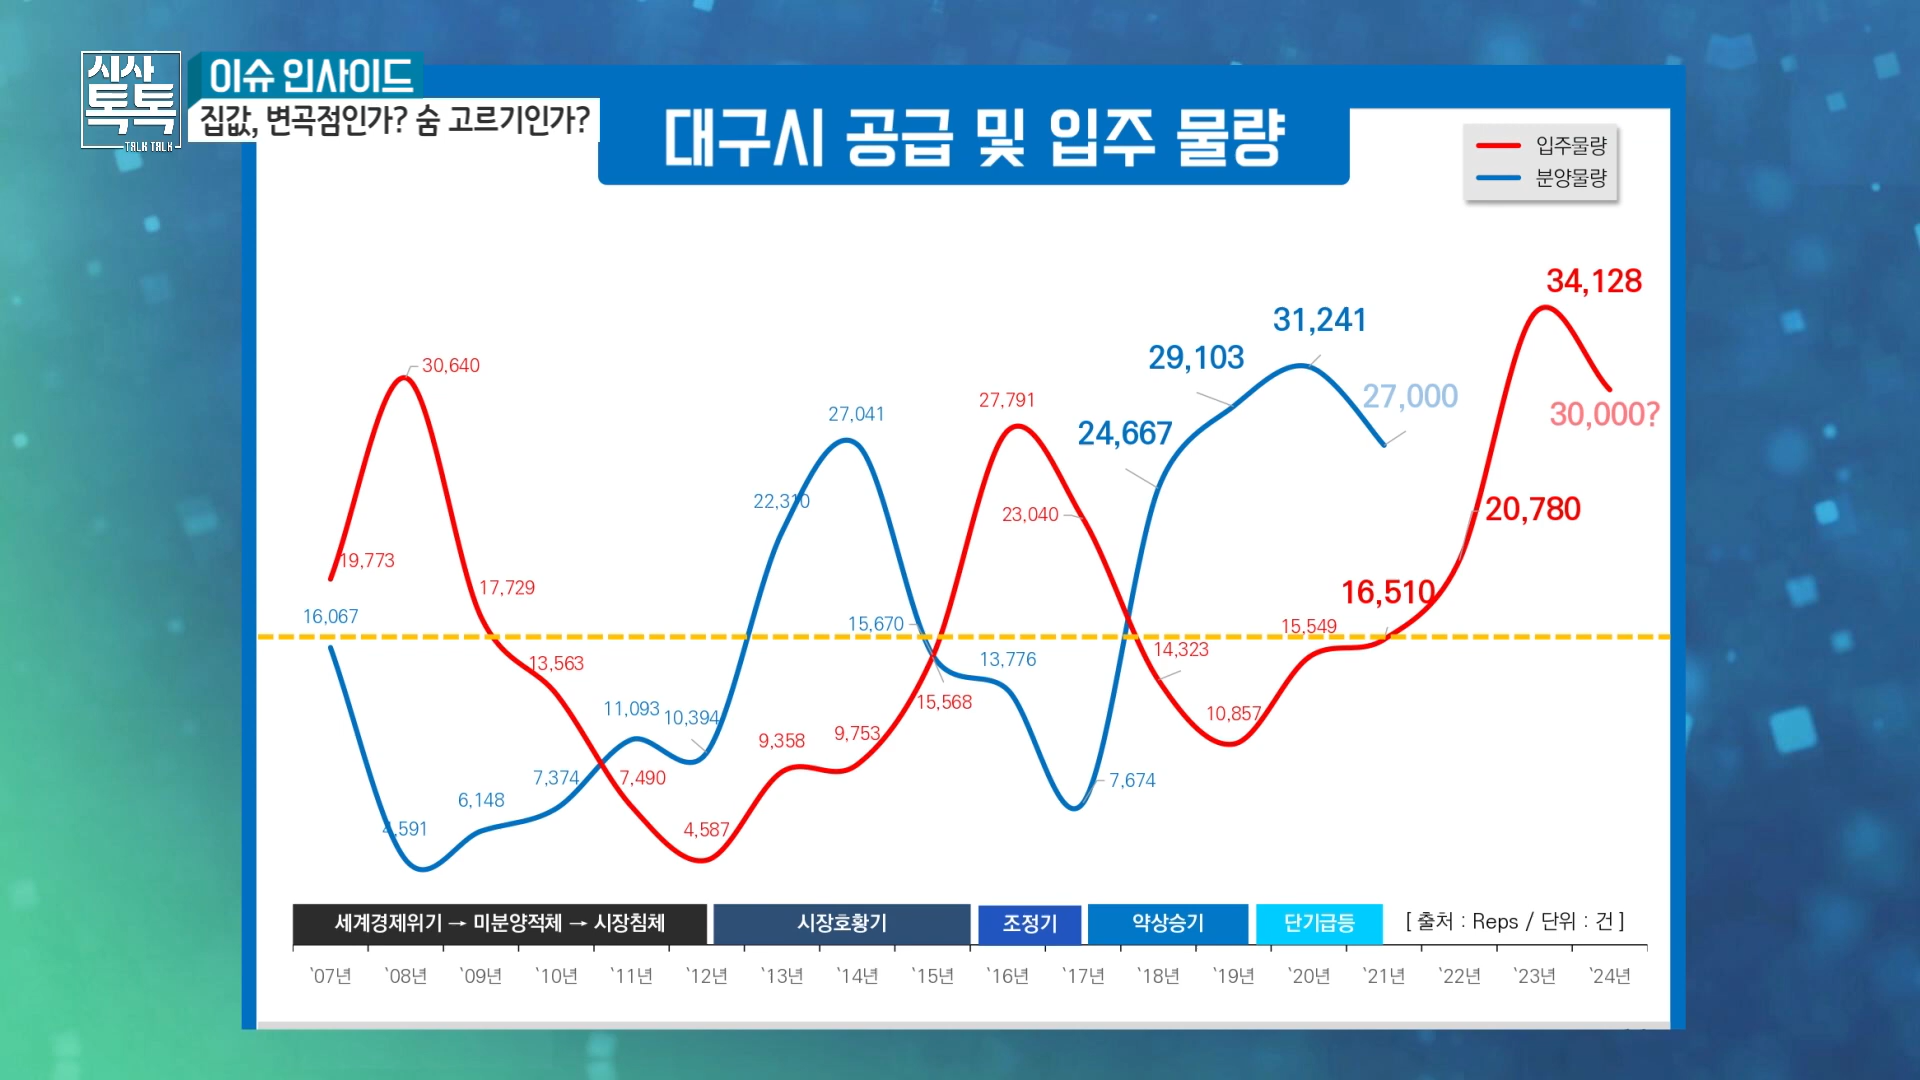 시사
톡톡
TALK TALK
이슈 인사이드
집값, 변곡점인가? 숨 고르기인가?
대구시 공급 및 입주 물량
입주물량
분양물량
34,128
31,241
29,103
30,640
27,000
27,791
30,000?
27,041
24,667
22,310
20,780
23,040
19,773
17,729
16,510
16,067
15,670
15,549
14,323
13,563
13,776
15,568
11,093
10,394
10,857
9,358
9,753
7,374
7,490
7,674
6,148
4,591
4,587
세계경제위기 → 미분양적체 → 시장침체
시장호황기
조정기
약상승기
단기급등
[ 출처 : Reps / 단위 : 건 ]
`07년 `08년 `09년 `10년 `11년 `12년 `13년 `14년 `15년 `16년 `17년 `18년 `19년 `20년 `21년 `22년 `23년 `24년